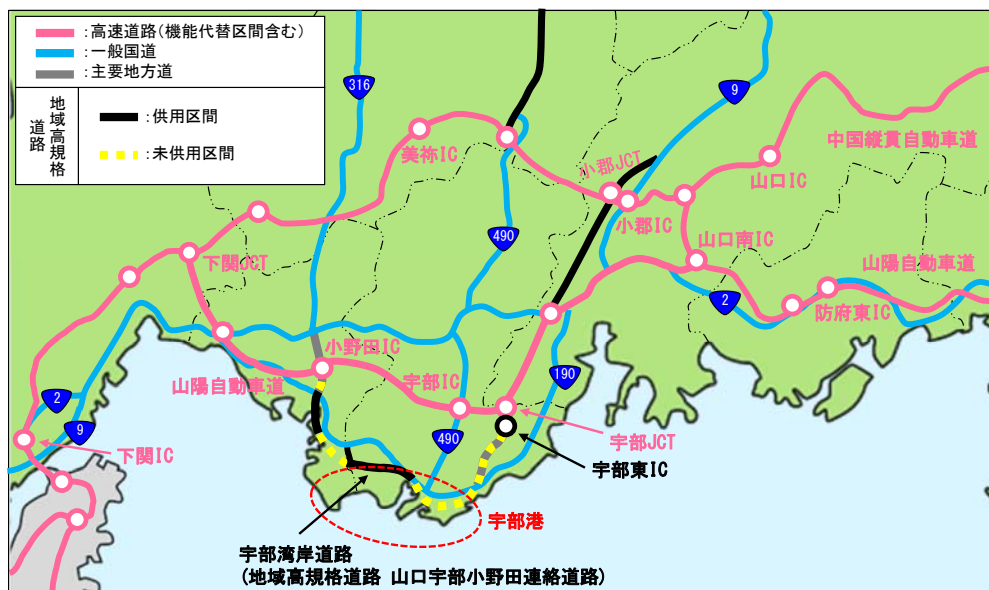 :高速道路(機能代替区間含む)
:一般国道
:主要地方道
地域高規格
道路
:供用区間
:未供用区間
316
9
美祢IC
小郡JCT
中国縦貫自動車道
山口IC
小郡IC
490
山口南IC
下関JCT
山陽自動車道
2
防府東IC
小野田IC
山陽自動車道
宇部IC
190
2
9
490
宇部JCT
下関IC
宇部東IC
宇部港
宇部湾岸道路
(地域高規格道路 山口宇部小野田連絡道路)